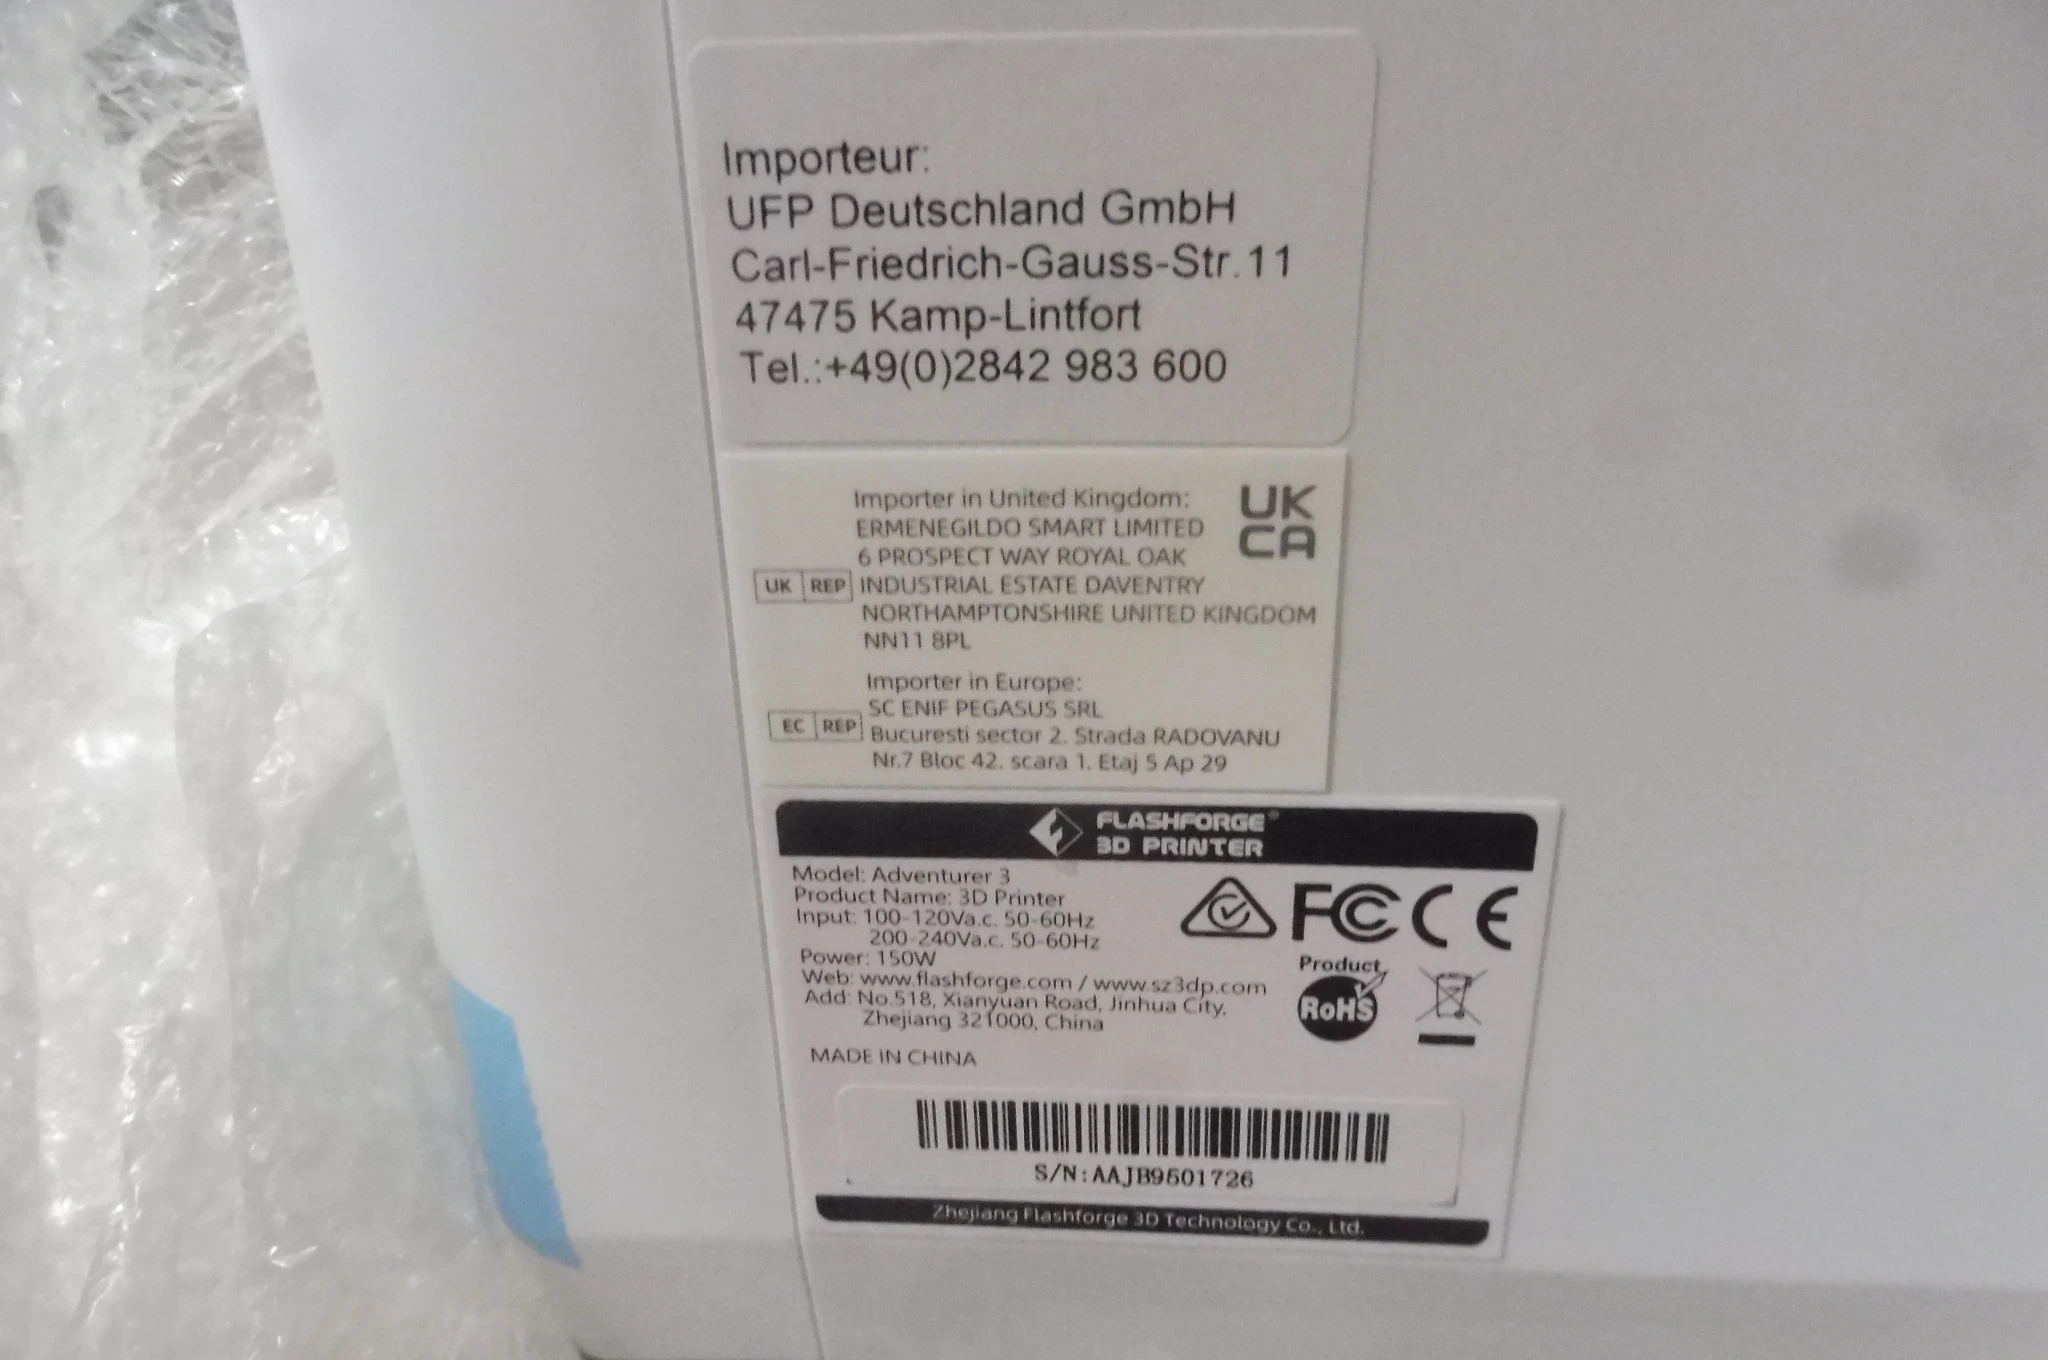 Importeur:
UFP Deutschland GmbH
Carl-Friedrich-Gauss-Str.11
47475 Kamp-Lintfort
Tel.:+49(0)2842 983 600
Importer in United Kingdom:
ERMENEGILDO SMART LIMITED
6 PROSPECT WAY ROYAL OAK
INDUSTRIAL ESTATE DAVENTRY
NORTHAMPTONSHIRE UNITED KINGDOM
NN11 8PL
UK REP
UK
CA
Importer in Europe:
SC ENIF PEGASUS SRL
Bucuresti sector 2. Strada RADOVANU
Nr.7 Bloc 42. scara 1. Etaj 5 Ap 29
EC REP
FLASHFORGE®
3D PRINTER
Model: Adventurer 3
Product Name: 3D Printer
Input: 100-120Va.c. 50-60Hz
200-240Va.c. 50-60Hz
Power: 150W
Web: www.flashforge.com / www.sz3dp.com
Add: No.518, Xianyuan Road, Jinhua City,
Zhejiang 321000, China
MADE IN CHINA
FC CE
Product
RoHS
S/N:AAJB9501726
Zhejiang Flashforge 3D Technology Co., Ltd.